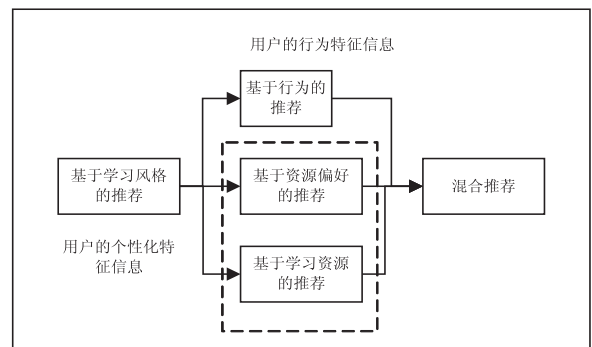 用户的行为特征信息
基于行为的
推荐
基于学习风格
的推荐
基于资源偏好
的推荐
混合推荐
用户的个性化特
征信息
基于学习资源
的推荐